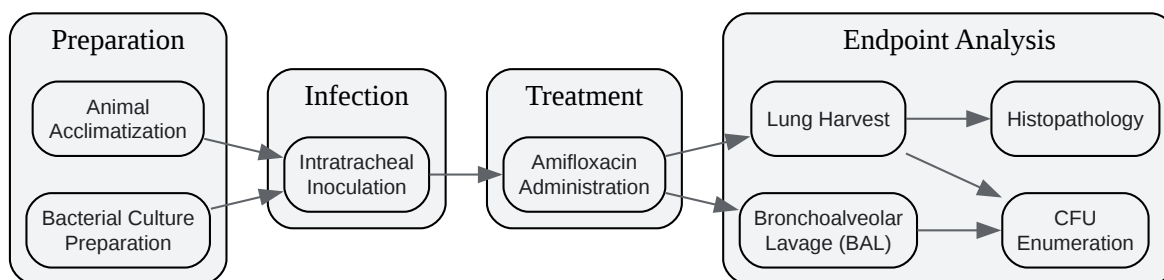 Preparation
Animal
Acclimatization
Bacterial Culture
Preparation
Infection
Intratracheal
Inoculation
Treatment
Amifloxacin
Administration
Endpoint Analysis
Lung Harvest
Histopathology
Bronchoalveolar
Lavage (BAL)
CFU
Enumeration